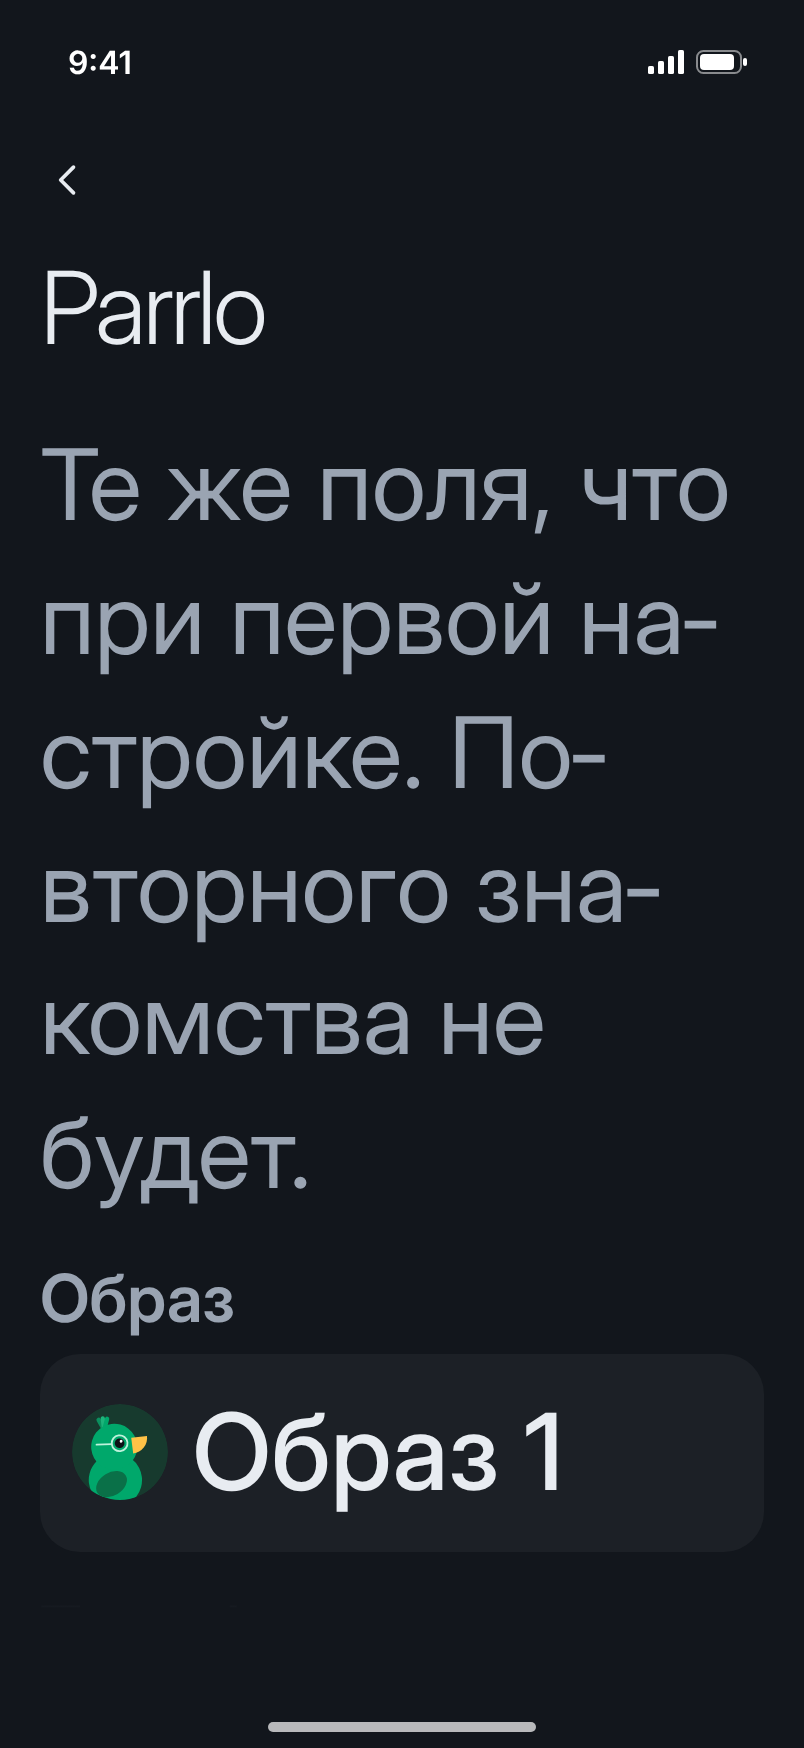 9:41
Parrlo
Те же поля, что
при первой на-
стройке. По-
вторного зна-
комства не
будет.
Образ
Образ 1